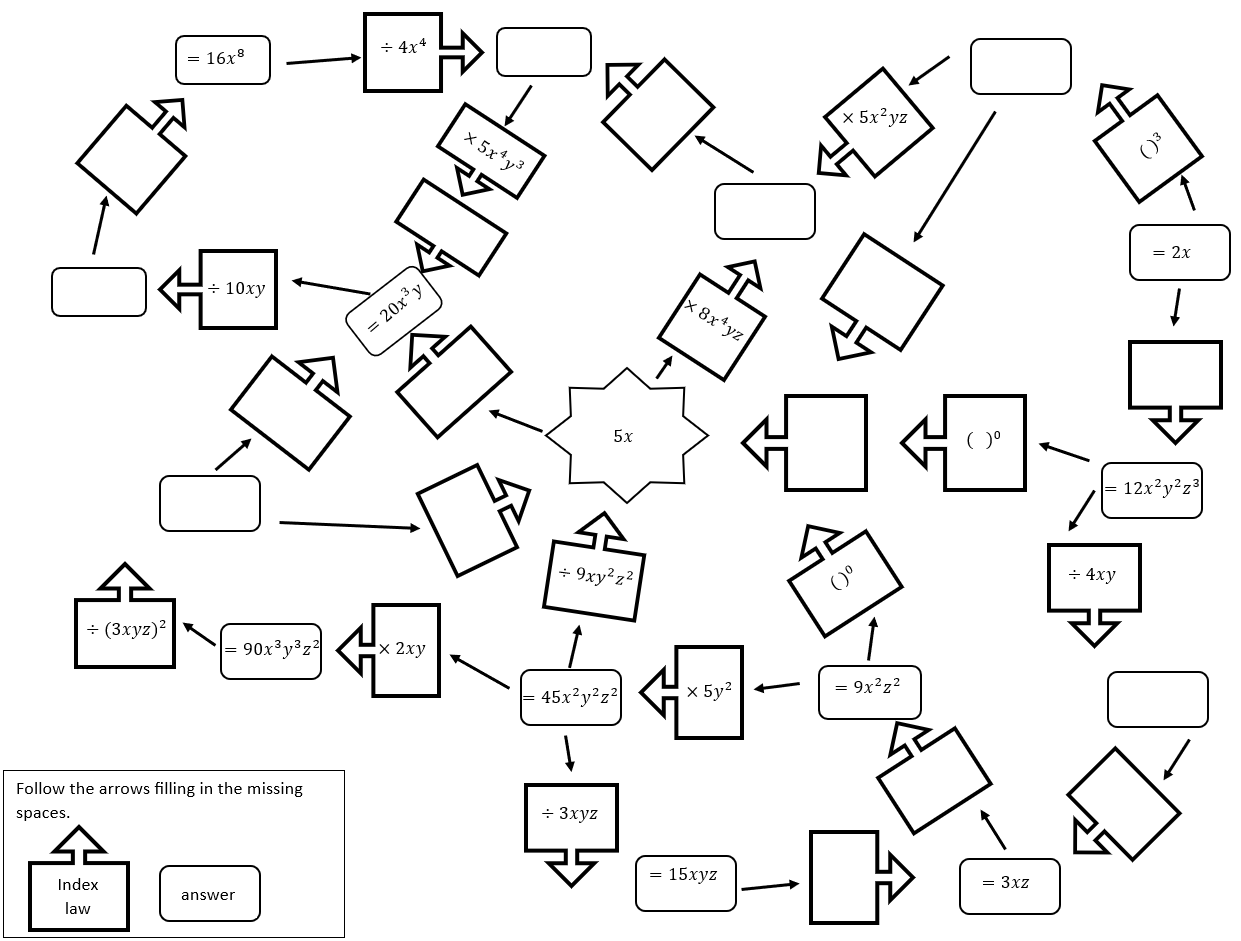 = 16x⁸
÷ 4x⁴
× 5x⁴y³
× 5x²yz
( )³
= 2x
÷ 10xy
= 20x³y
× 8x⁴yz
5x
( )⁰
= 12x²y²z³
÷ 9xy²z²
( )⁰
÷ 4xy
÷ (3xyz)²
= 90x³y³z²
× 2xy
= 45x²y²z²
× 5y²
= 9x²z²
÷ 3xyz
= 15xyz
= 3xz
Follow the arrows filling in the missing
spaces.
Index
law
answer